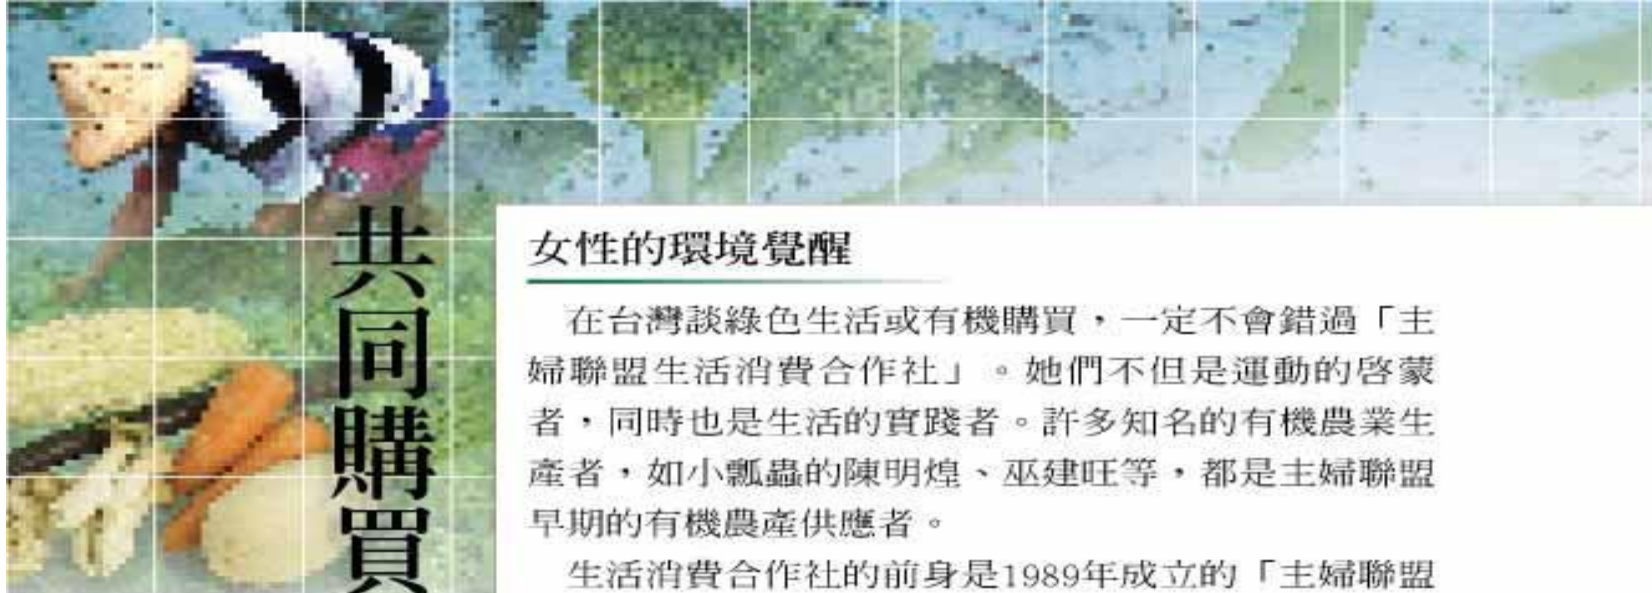 共同購買
女性的環境覺醒
在台灣談綠色生活或有機購買，一定不會錯過「主
婦聯盟生活消費合作社」。她們不但是運動的啓蒙
者，同時也是生活的實踐者。許多知名的有機農業生
產者，如小瓢蟲的陳明煌、巫建旺等，都是主婦聯盟
早期的有機農產供應者。
生活消費合作社的前身是1989年成立的「主婦聯盟